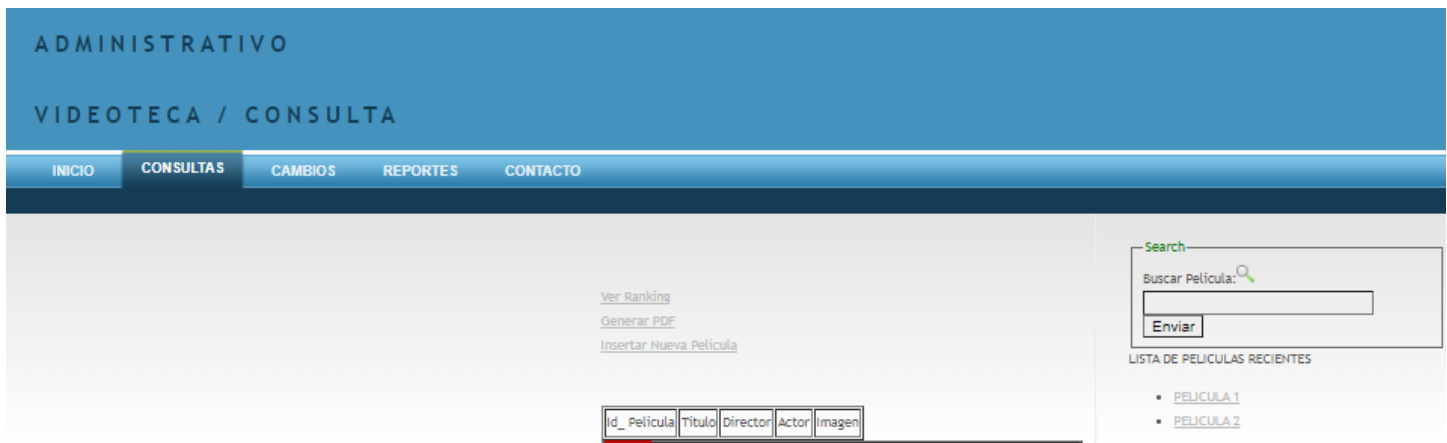 ADMINISTRATIVO
VIDEOTECA / CONSULTA
INICIO CONSULTAS CAMBIOS REPORTES CONTACTO
Ver Ranking
Generar PDF
Insertar Nueva Pelicula
Id_ Pelicula Titulo Director Actor Imagen
Search
Buscar Pelicula:
Enviar
LISTA DE PELICULAS RECIENTES
PELICULA 1
PELICULA 2